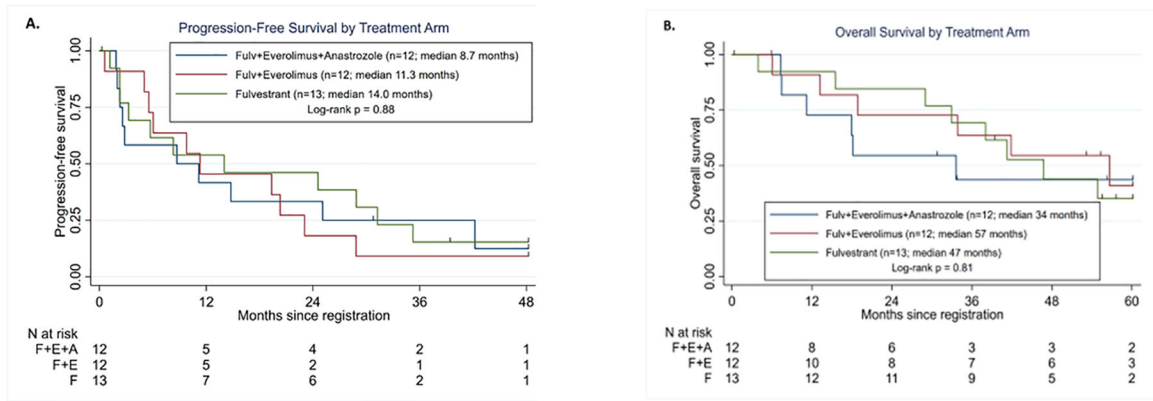 A.
Progression-Free Survival by Treatment Arm
Fulv+Everolimus+Anastrozole (n=12; median 8.7 months)
Fulv+Everolimus (n=12; median 11.3 months)
Fulvestrant (n=13; median 14.0 months)
Log-rank p = 0.88
Progression-free survival
1.00
0.75
0.50
0.25
0.00
0 12 24 36 48
Months since registration
N at risk
F+E+A 12 5 4 2 1
F+E 12 5 2 1 1
F 13 7 6 2 1
B.
Overall Survival by Treatment Arm
Overall survival
1.00
0.75
0.50
0.25
0.00
Fulv+Everolimus+Anastrozole (n=12; median 34 months)
Fulv+Everolimus (n=12; median 57 months)
Fulvestrant (n=13; median 47 months)
Log-rank p = 0.81
0 12 24 36 48 60
Months since registration
N at risk
F+E+A 12 8 6 3 3 2
F+E 12 10 8 7 6 3
F 13 12 11 9 5 2